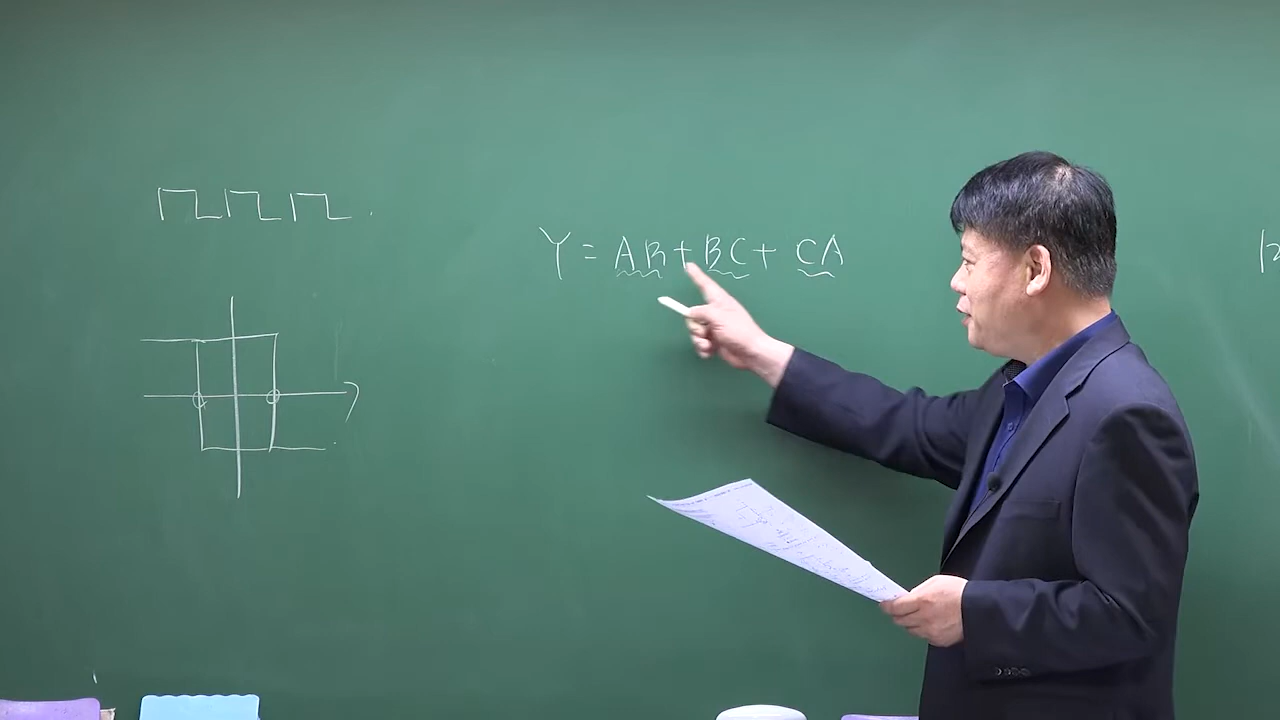 Y = AB + BC + CA